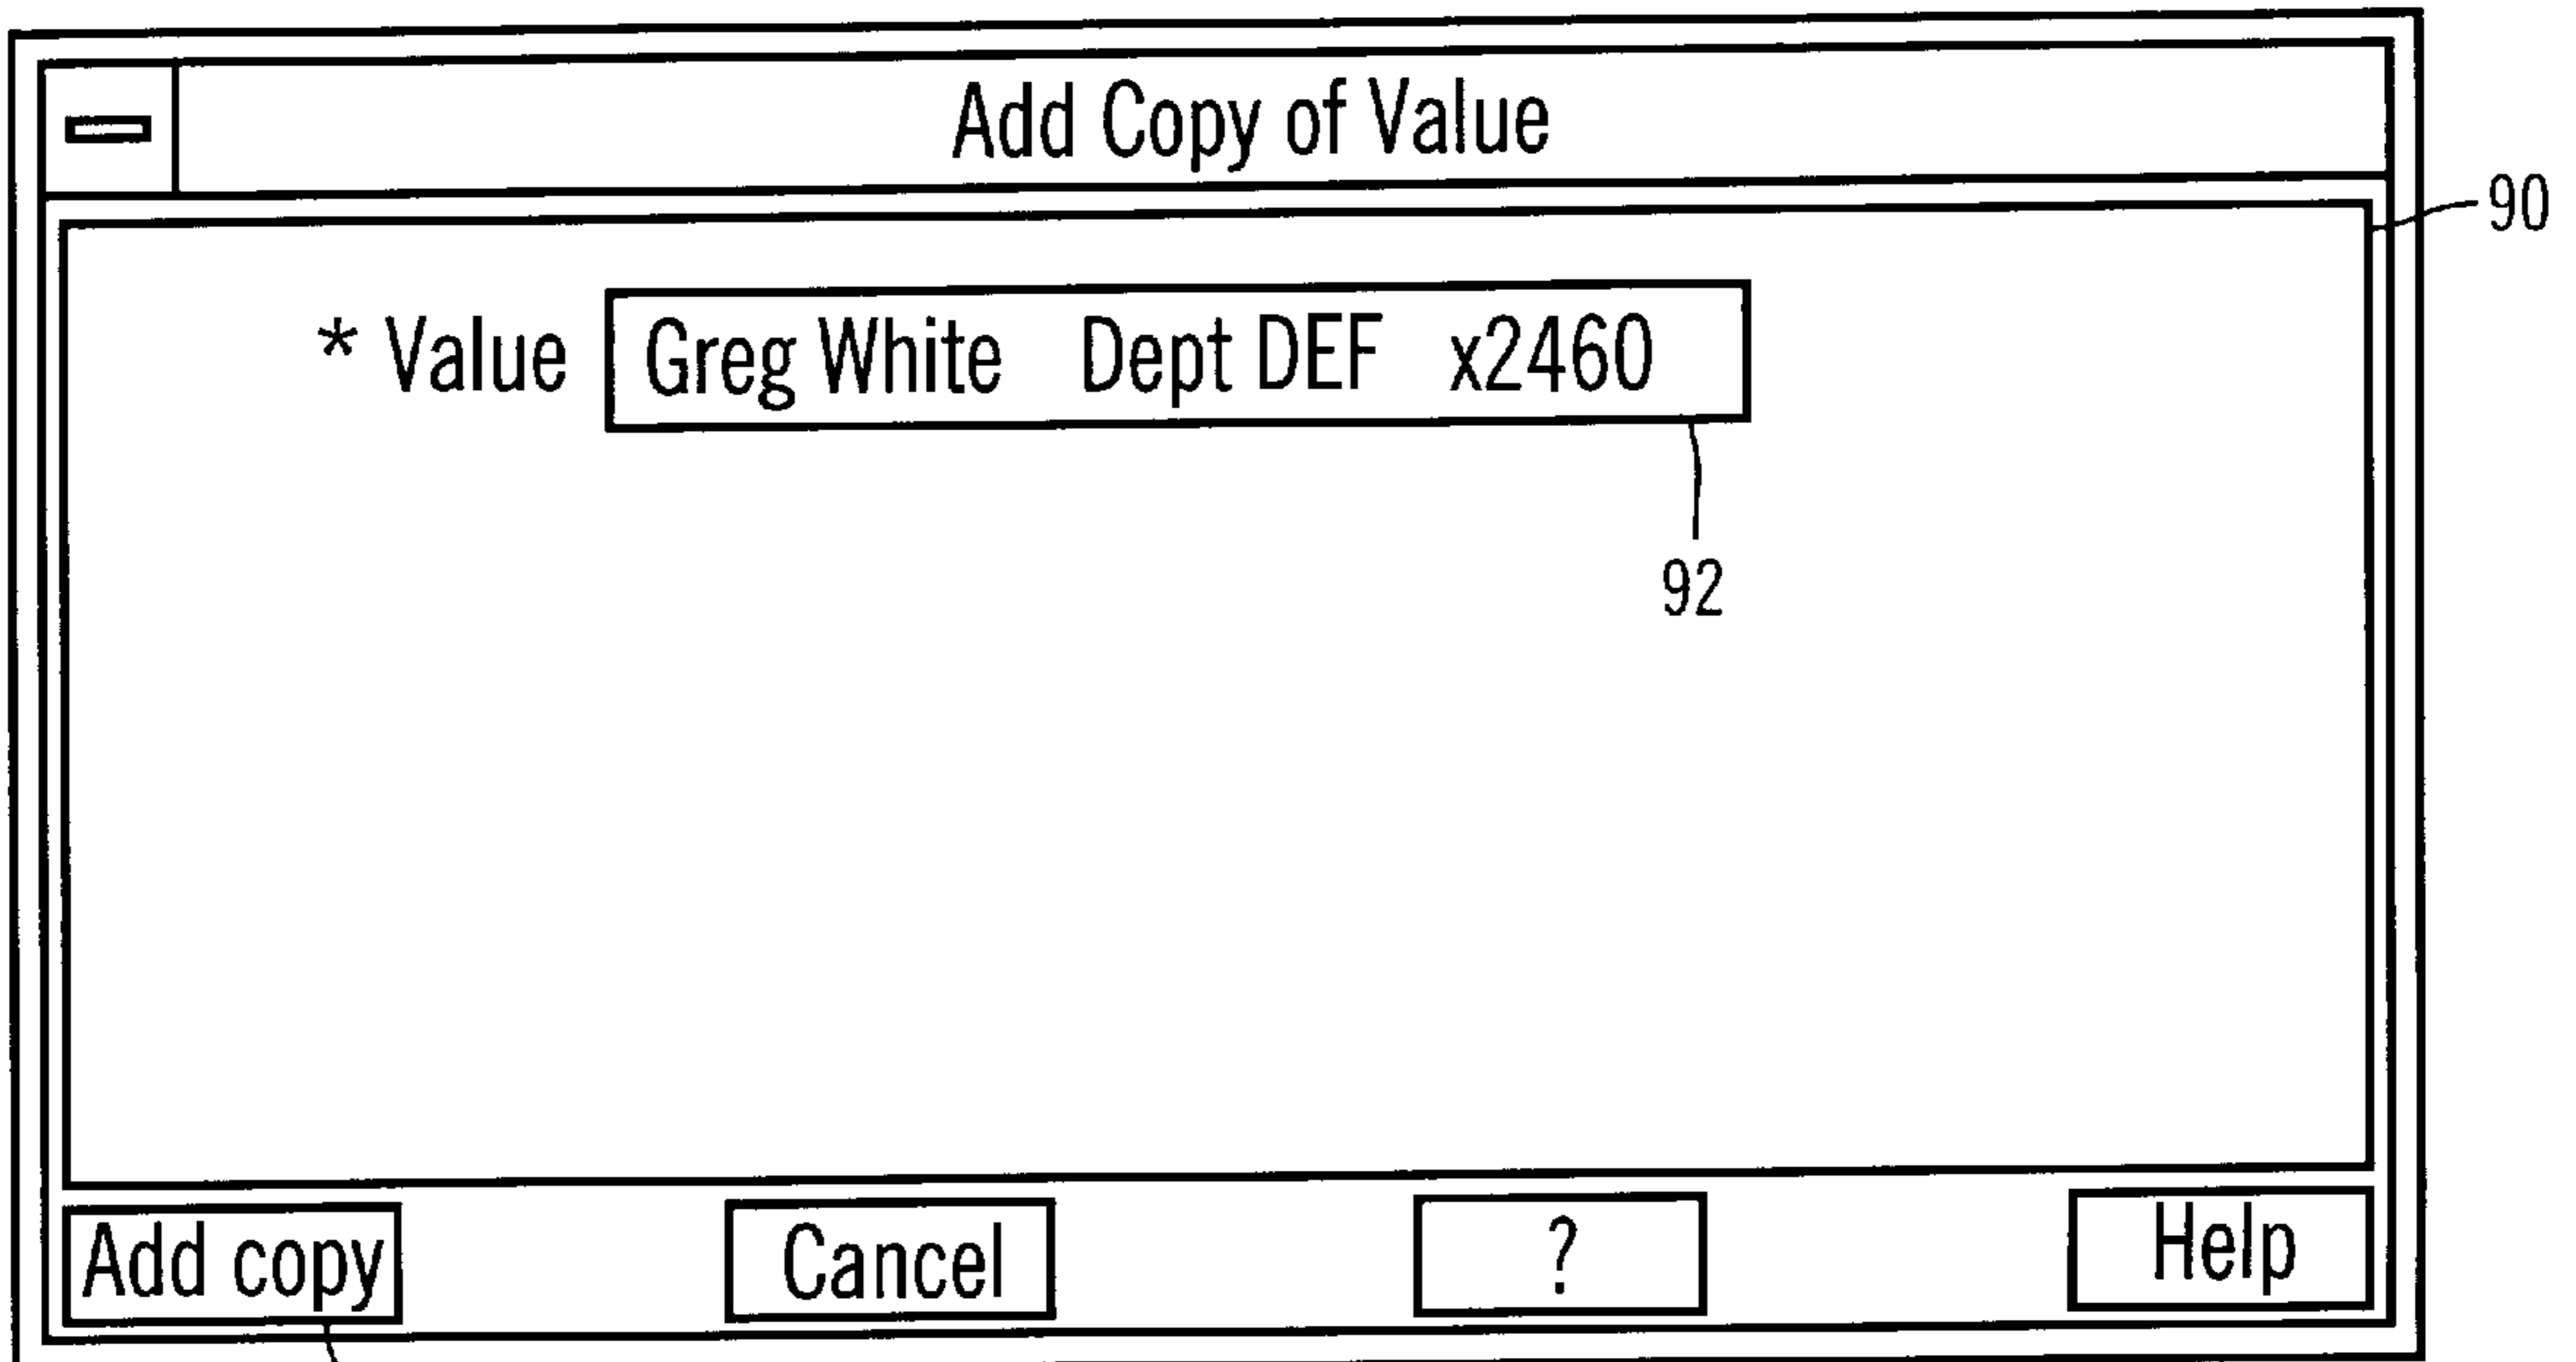 Add Copy of Value
90
* Value Greg White Dept DEF x2460
92
Add copy Cancel ? Help